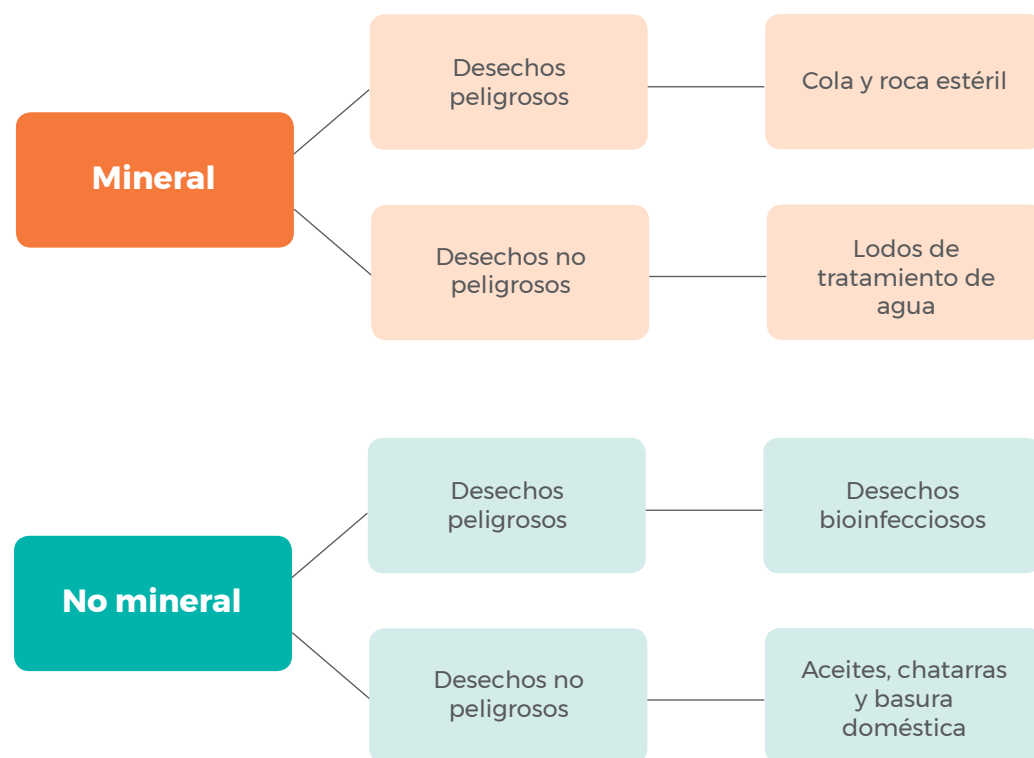 Mineral
Desechos
peligrosos
Cola y roca estéril
Desechos no
peligrosos
Lodos de
tratamiento de
agua
No mineral
Desechos
peligrosos
Desechos
bioinfecciosos
Desechos no
peligrosos
Aceites, chatarras
y basura
doméstica